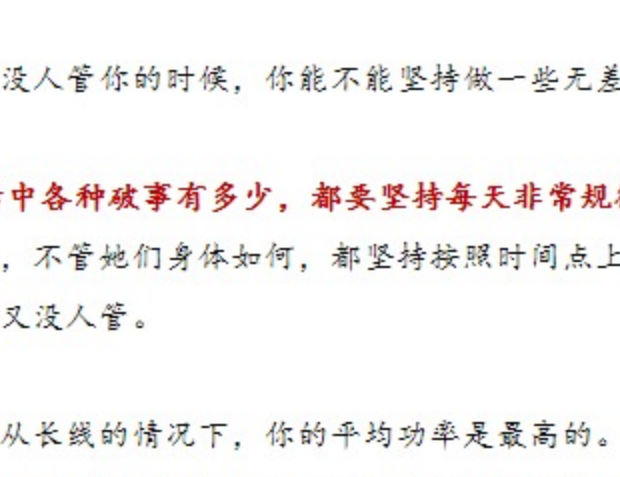 没人管你的时候，你能不能坚持做一些无差
中各种破事有多少，都要坚持每天非常规
，不管她们身体如何，都坚持按照时间点上
又没人管。
从长线的情况下，你的平均功率是最高的。